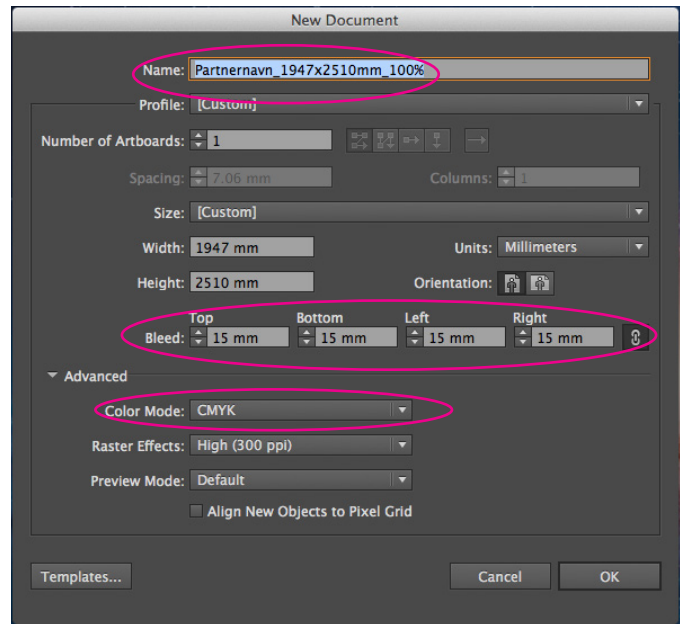 New Document
Name: Partnernavn_1947x2510mm_100%
Profile: [Custom]
Number of Artboards: 1
Spacing: 7.06 mm Columns: 1
Size: [Custom]
Width: 1947 mm Units: Millimeters
Height: 2510 mm Orientation:
Top Bottom Left Right
Bleed: 15 mm 15 mm 15 mm 15 mm
Advanced
Color Mode: CMYK
Raster Effects: High (300 ppi)
Preview Mode: Default
Align New Objects to Pixel Grid
Templates... Cancel OK